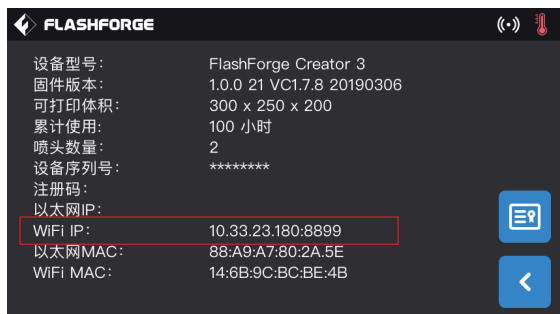 FLASHFORGE
设备型号: FlashForge Creator 3
固件版本: 1.0.0 21 VC1.7.8 20190306
可打印体积: 300 x 250 x 200
累计使用: 100 小时
喷头数量: 2
设备序列号: ********
注册码:
以太网IP:
WiFi IP: 10.33.23.180:8899
以太网MAC: 88:A9:A7:80:2A.5E
WiFi MAC: 14:6B:9C:BC:BE:4B